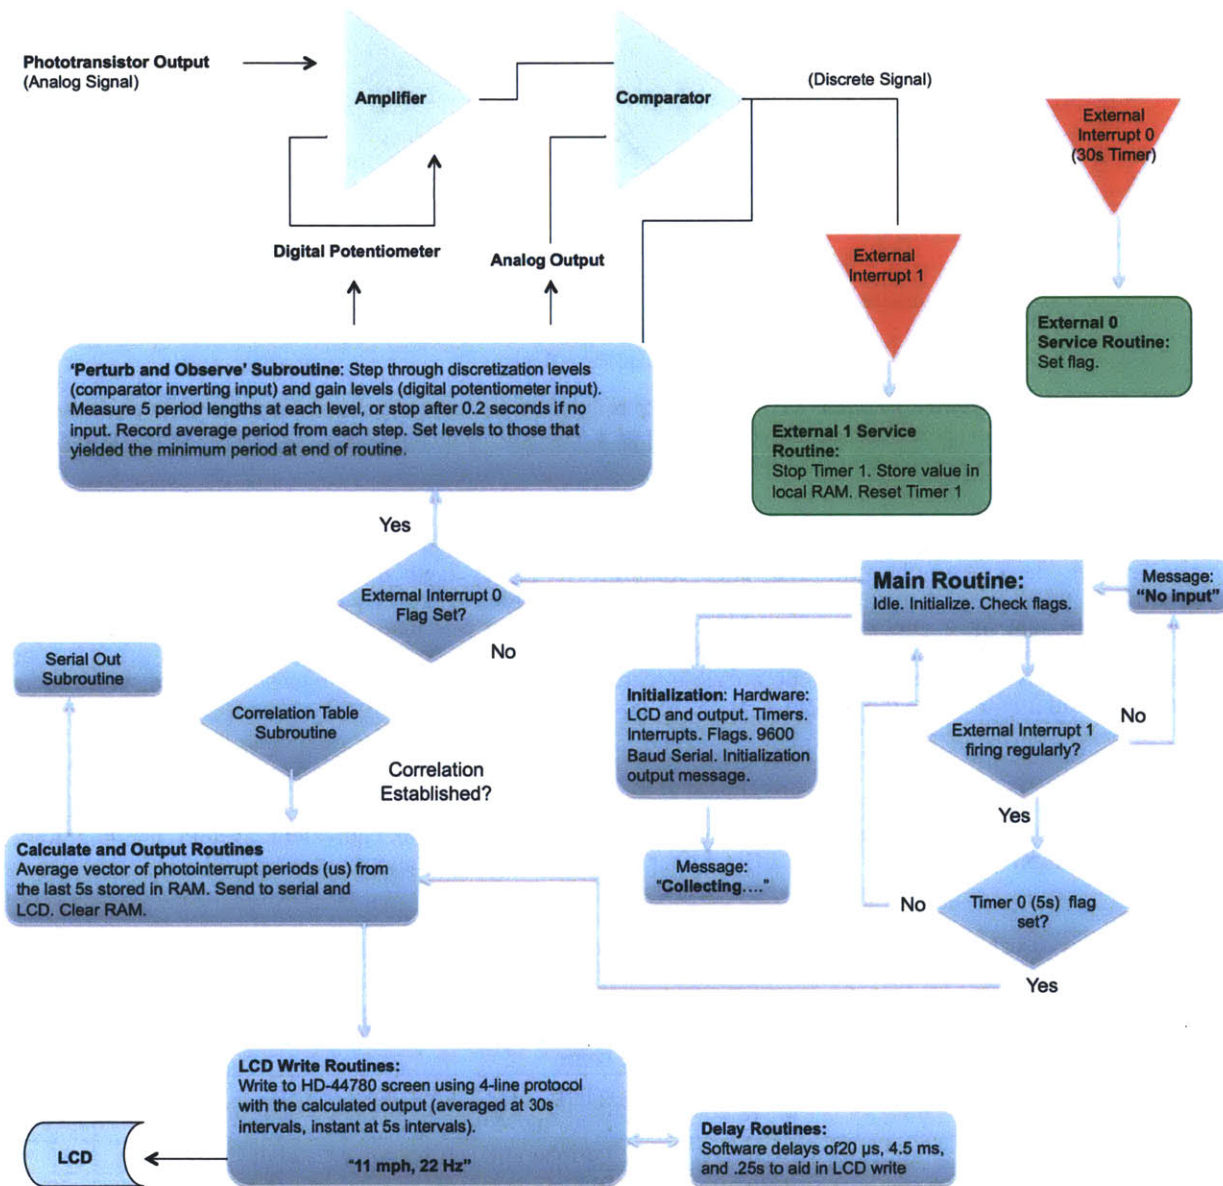 Phototransistor Output
(Analog Signal)
Amplifier
Comparator
(Discrete Signal)
External
Interrupt 0
(30s Timer)
Digital Potentiometer
Analog Output
External
Interrupt 1
External 0
Service Routine:
Set flag.
'Perturb and Observe' Subroutine: Step through discretization levels
(comparator inverting input) and gain levels (digital potentiometer input).
Measure 5 period lengths at each level, or stop after 0.2 seconds if no
input. Record average period from each step. Set levels to those that
yielded the minimum period at end of routine.
External 1 Service
Routine:
Stop Timer 1. Store value in
local RAM. Reset Timer 1
Yes
External Interrupt 0
Flag Set?
No
Main Routine:
Idle. Initialize. Check flags.
Message:
"No input"
Serial Out
Subroutine
Correlation Table
Subroutine
Correlation
Established?
Initialization: Hardware:
LCD and output. Timers.
Interrupts. Flags. 9600
Baud Serial. Initialization
output message.
External Interrupt 1
firing regularly?
No
Yes
Message:
"Collecting...."
Calculate and Output Routines
Average vector of photointerrupt periods (us) from
the last 5s stored in RAM. Send to serial and
LCD. Clear RAM.
No
Timer 0 (5s) flag
set?
Yes
LCD Write Routines:
Write to HD-44780 screen using 4-line protocol
with the calculated output (averaged at 30s
intervals, instant at 5s intervals).
"11 mph, 22 Hz"
LCD
Delay Routines:
Software delays of20 µs, 4.5 ms,
and .25s to aid in LCD write